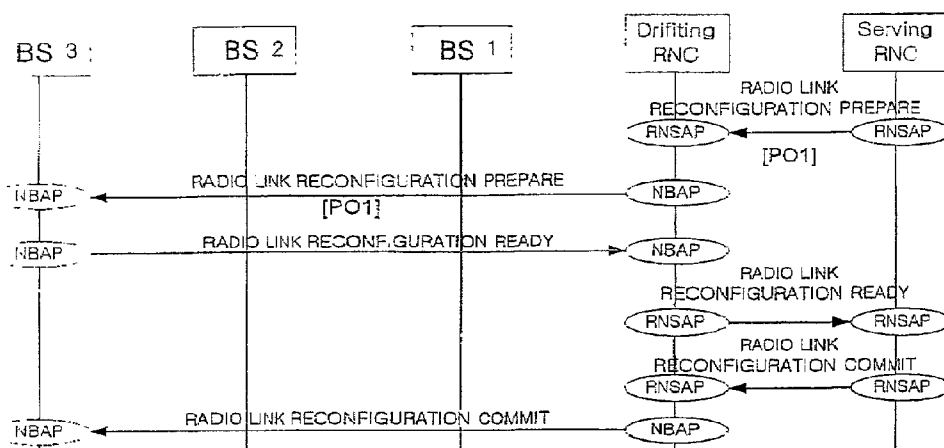 BS 3
BS 2
BS 1
Drifiting
RNC
Serving
RNC
RADIO LINK
RECONFIGURATION PREPARE
RNSAP
RNSAP
[PO1]
RADIO LINK RECONFIGURATION PREPARE
NBAP
NBAP
[PO1]
RADIO LINK RECONFIGURATION READY
NBAP
NBAP
RADIO LINK
RECONFIGURATION READY
RNSAP
RNSAP
RADIO LINK
RECONFIGURATION COMMIT
RNSAP
RNSAP
RADIO LINK RECONFIGURATION COMMIT
NBAP
NBAP